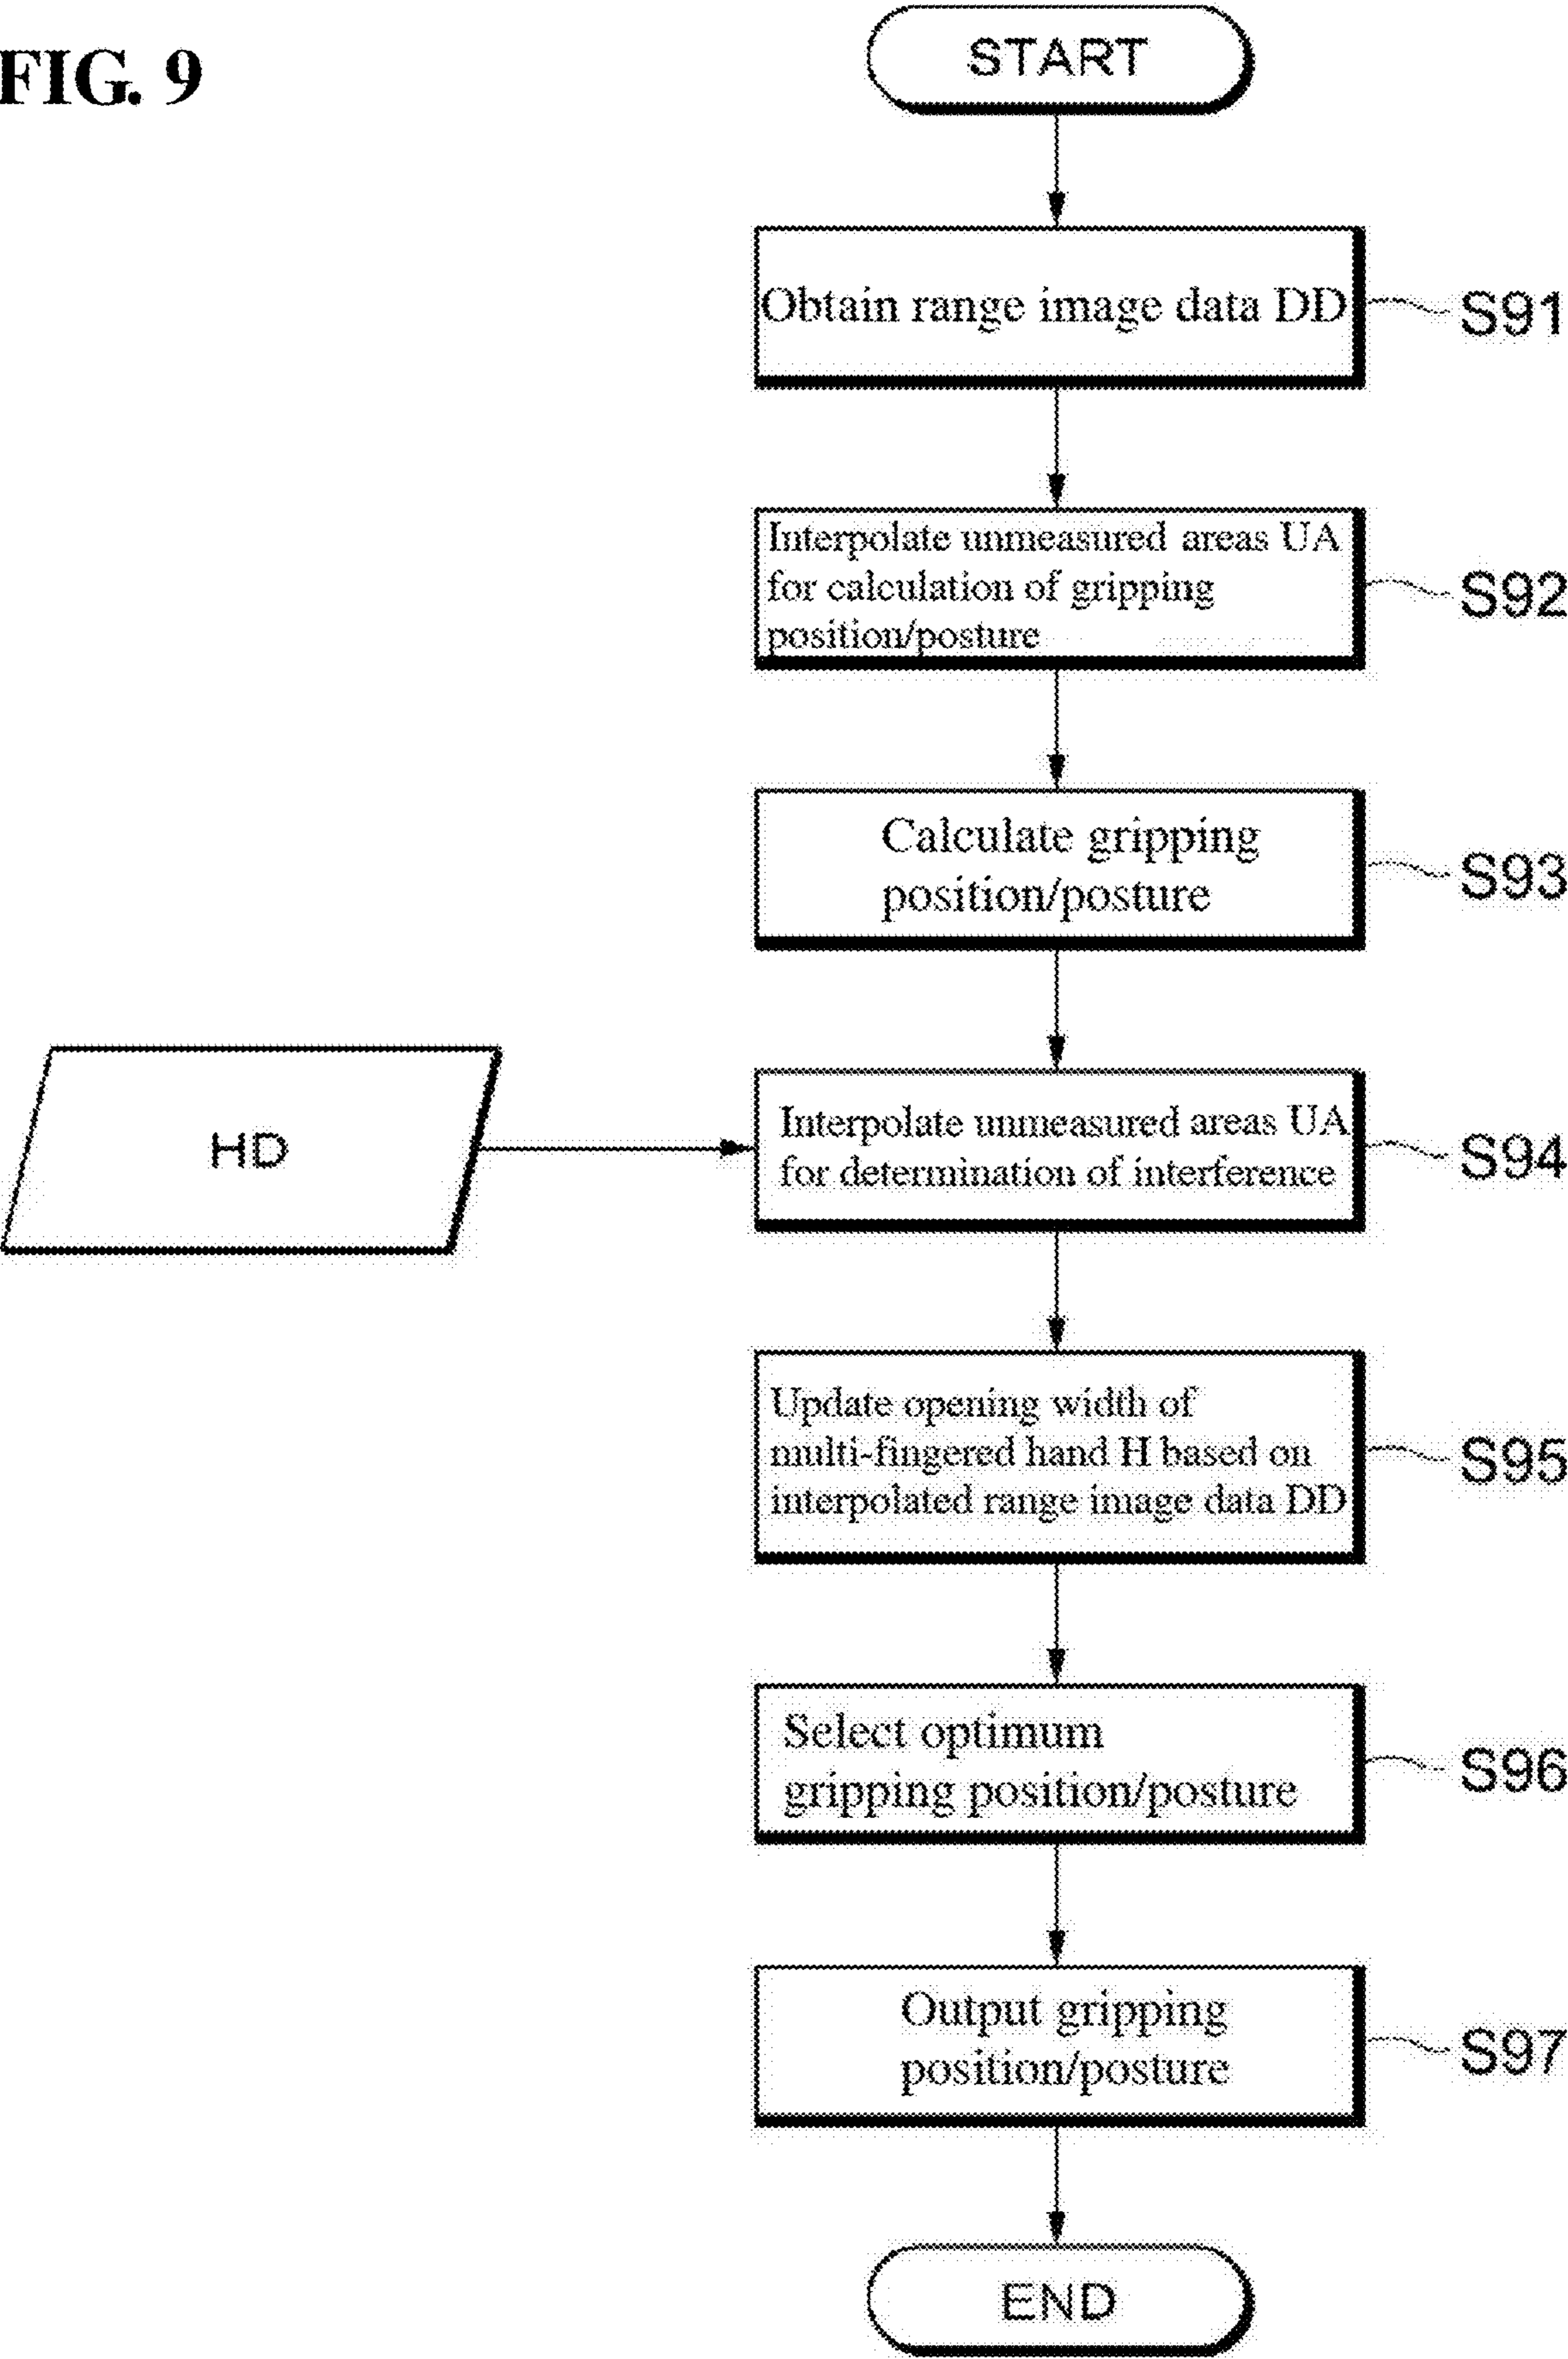 FIG. 9
START
Obtain range image data DD
S91
Interpolate unmeasured areas UA
for calculation of gripping
position/posture
S92
Calculate gripping
position/posture
S93
HD
Interpolate unmeasured areas UA
for determination of interference
S94
Update opening width of
multi-fingered hand H based on
interpolated range image data DD
S95
Select optimum
gripping position/posture
S96
Output gripping
position/posture
S97
END